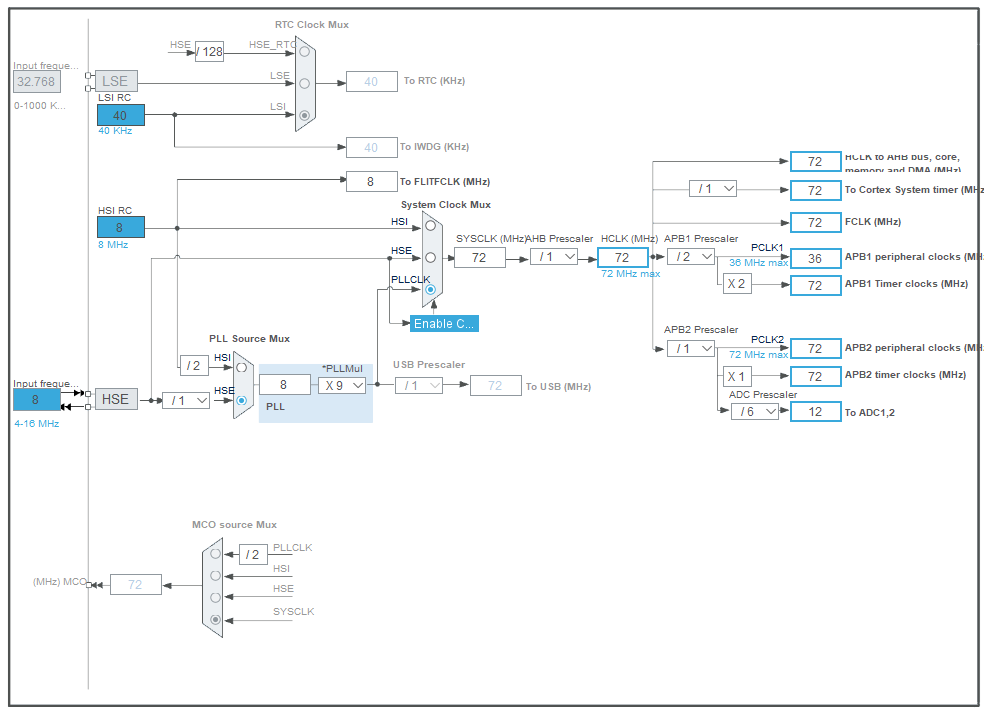 RTC Clock Mux
HSE
/ 128
HSE_RTC
Input freque...
32.768
0-1000 K...
LSE
LSE
40
To RTC (KHz)
LSI RC
40
40 KHz
LSI
40
To IWDG (KHz)
8
To FLITFCLK (MHz)
System Clock Mux
HSI RC
8
8 MHz
HSI
HSE
PLLCLK
SYSCLK (MHz)
72
AHB Prescaler
/ 1
HCLK (MHz)
72
72 MHz max
Enable C...
72
HCLK to AHB bus, core,
memory and DMA (MHz)
/ 1
72
To Cortex System timer (MHz
72
FCLK (MHz)
APB1 Prescaler
/ 2
PCLK1
36 MHz max
36
APB1 peripheral clocks (MH
X 2
72
APB1 Timer clocks (MHz)
APB2 Prescaler
/ 1
PCLK2
72 MHz max
72
APB2 peripheral clocks (MH
X 1
72
APB2 timer clocks (MHz)
ADC Prescaler
/ 6
12
To ADC1,2
PLL Source Mux
/ 2
HSI
HSE
Input freque...
8
4-16 MHz
HSE
/ 1
8
PLL
*PLLMul
X 9
USB Prescaler
/ 1
72
To USB (MHz)
MCO source Mux
/ 2
PLLCLK
HSI
HSE
SYSCLK
(MHz) MCO
72